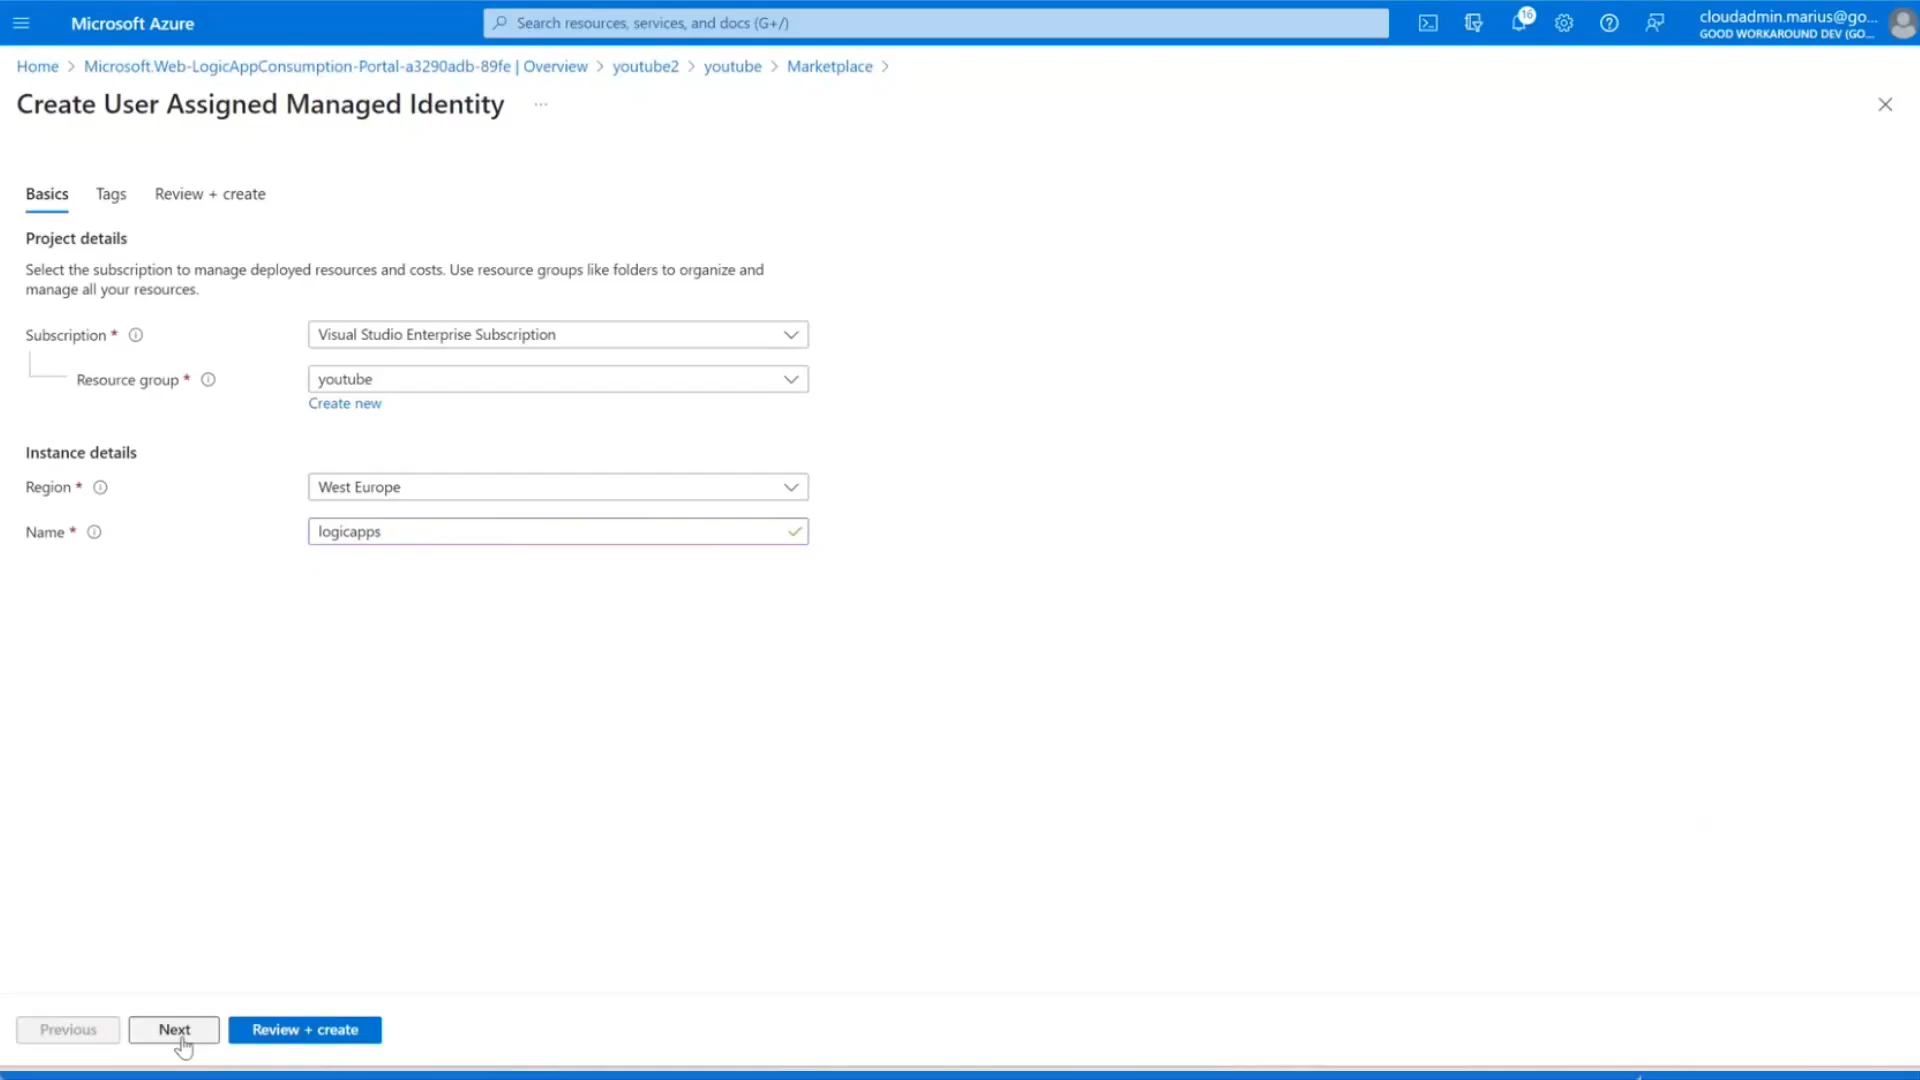 Microsoft Azure
Search resources, services, and docs (G+/)
16
cloudadmin.marius@go...
GOOD WORKAROUND DEV (GO...
Home > Microsoft.Web-LogicAppConsumption-Portal-a3290adb-89fe | Overview > youtube2 > youtube > Marketplace >
Create User Assigned Managed Identity ...
Basics Tags Review + create
Project details
Select the subscription to manage deployed resources and costs. Use resource groups like folders to organize and
manage all your resources.
Subscription * Visual Studio Enterprise Subscription
Resource group * youtube
Create new
Instance details
Region * West Europe
Name * logicapps
Previous Next Review + create